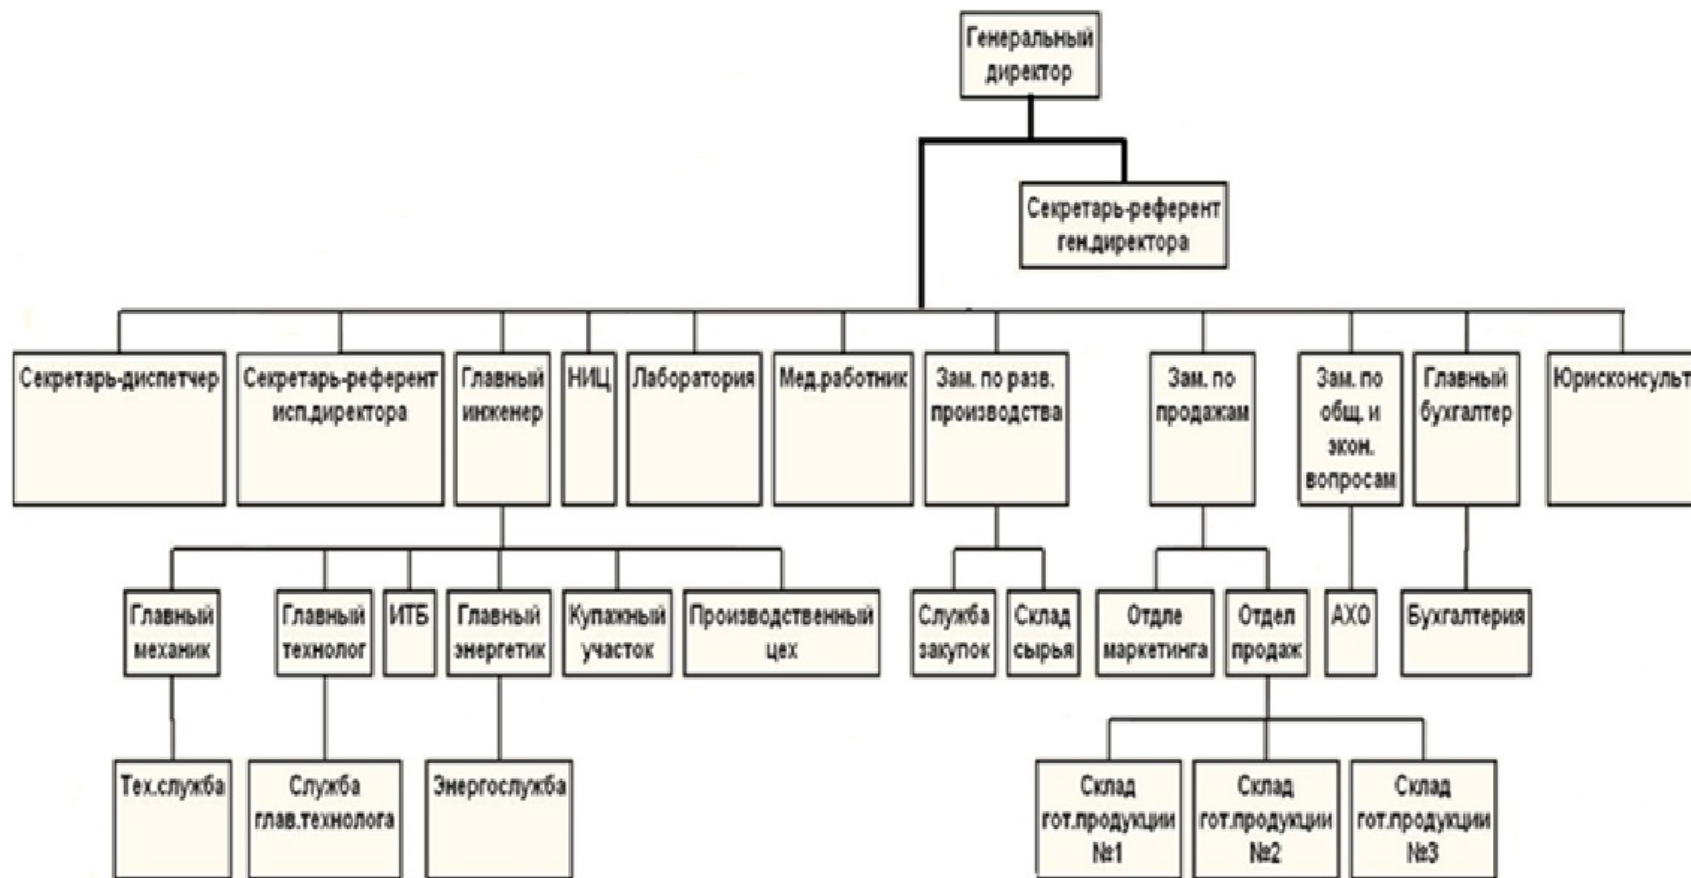 Генеральный
директор
Секретарь-референт
ген.директора
Секретарь-диспетчер
Секретарь-референт
исп.директора
Главный
инженер
НИЦ
Лаборатория
Мед.работник
Зам. по разв.
производства
Зам. по
продажам
Зам. по
общ. и
экон.
вопросам
Главный
бухгалтер
Юрисконсульт
Главный
механик
Главный
технолог
ИТБ
Главный
энергетик
Купажный
участок
Производственный
цех
Служба
закупок
Склад
сырья
Отдле
маркетинга
Отдел
продаж
АХО
Бухгалтерия
Тех.служба
Служба
глав.технолога
Энергослужба
Склад
гот.продукции
№1
Склад
гот.продукции
№2
Склад
гот.продукции
№3